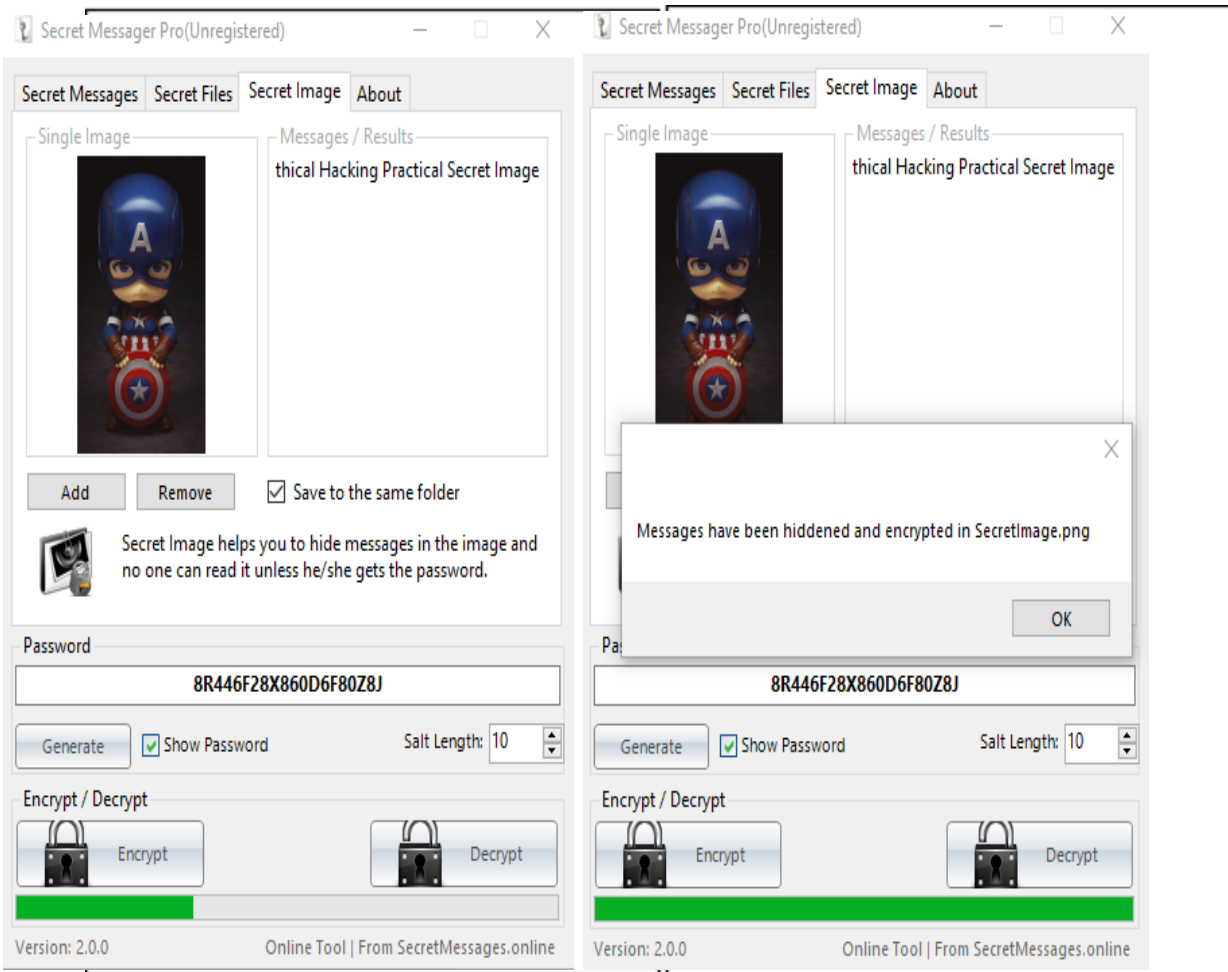 Secret Messager Pro(Unregistered)
Secret Messages Secret Files Secret Image About
Single Image
Messages / Results
thical Hacking Practical Secret Image
A
Add Remove Save to the same folder
Secret Image helps you to hide messages in the image and
no one can read it unless he/she gets the password.
Password
8R446F28X860D6F80Z8J
Generate Show Password Salt Length: 10
Encrypt / Decrypt
Encrypt Decrypt
Version: 2.0.0 Online Tool | From SecretMessages.online
Secret Messager Pro(Unregistered)
Secret Messages Secret Files Secret Image About
Single Image
Messages / Results
thical Hacking Practical Secret Image
A
Messages have been hiddened and encrypted in SecretImage.png
OK
Pa
8R446F28X860D6F80Z8J
Generate Show Password Salt Length: 10
Encrypt / Decrypt
Encrypt Decrypt
Version: 2.0.0 Online Tool | From SecretMessages.online